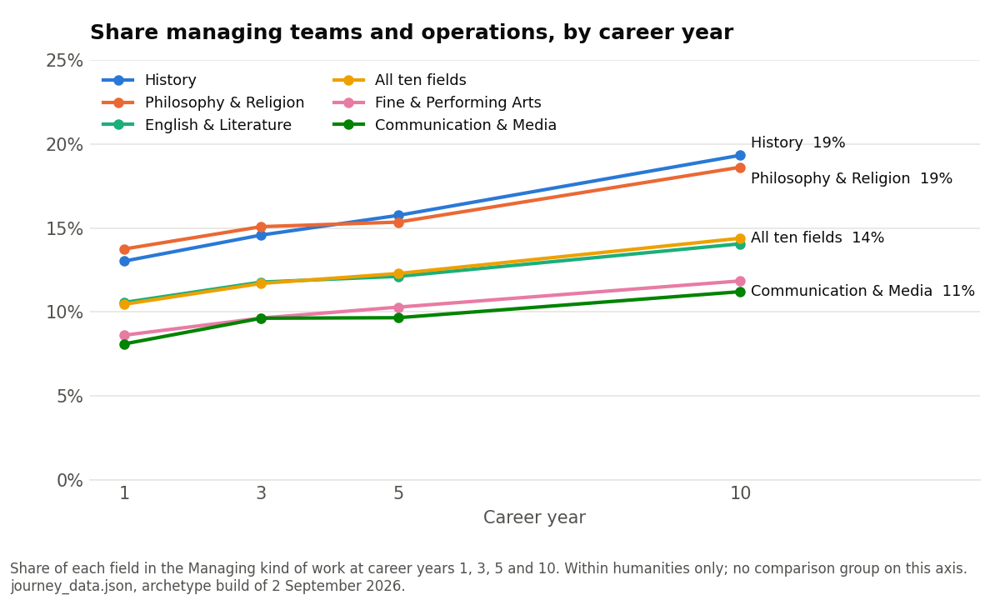 Share managing teams and operations, by career year
25%
20%
15%
10%
5%
0%
History
Philosophy & Religion
English & Literature
All ten fields
Fine & Performing Arts
Communication & Media
History 19%
Philosophy & Religion 19%
All ten fields 14%
Communication & Media 11%
1
3
5
10
Career year
Share of each field in the Managing kind of work at career years 1, 3, 5 and 10. Within humanities only; no comparison group on this axis.
journey_data.json, archetype build of 2 September 2026.